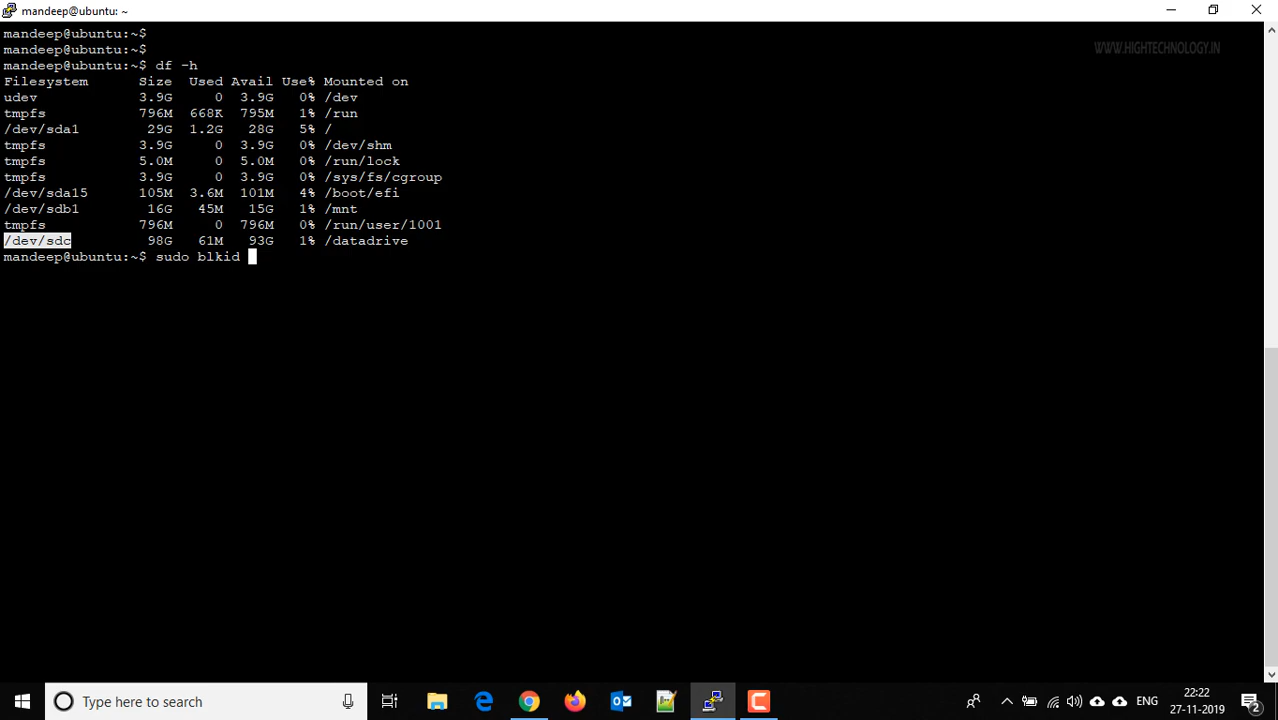 mandeep@ubuntu: ~
WWW.HIGHTECHNOLOGY.IN
mandeep@ubuntu:~$
mandeep@ubuntu:~$
mandeep@ubuntu:~$ df -h
Filesystem      Size  Used Avail Use% Mounted on
udev            3.9G     0  3.9G   0% /dev
tmpfs           796M  668K  795M   1% /run
/dev/sda1        29G  1.2G   28G   5% /
tmpfs           3.9G     0  3.9G   0% /dev/shm
tmpfs           5.0M     0  5.0M   0% /run/lock
tmpfs           3.9G     0  3.9G   0% /sys/fs/cgroup
/dev/sda15      105M  3.6M  101M   4% /boot/efi
/dev/sdb1        16G   45M   15G   1% /mnt
tmpfs           796M     0  796M   0% /run/user/1001
/dev/sdc         98G   61M   93G   1% /datadrive
mandeep@ubuntu:~$ sudo blkid
Type here to search
ENG
22:22
27-11-2019
2